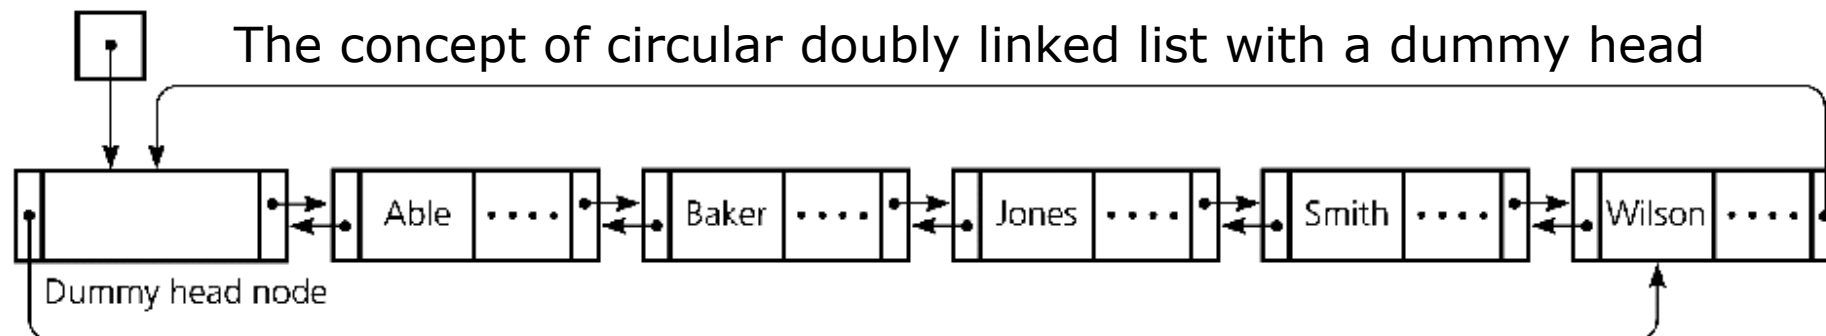 The concept of circular doubly linked list with a dummy head
Able . . . . Baker . . . . Jones . . . . Smith . . . . Wilson . . . .
Dummy head node